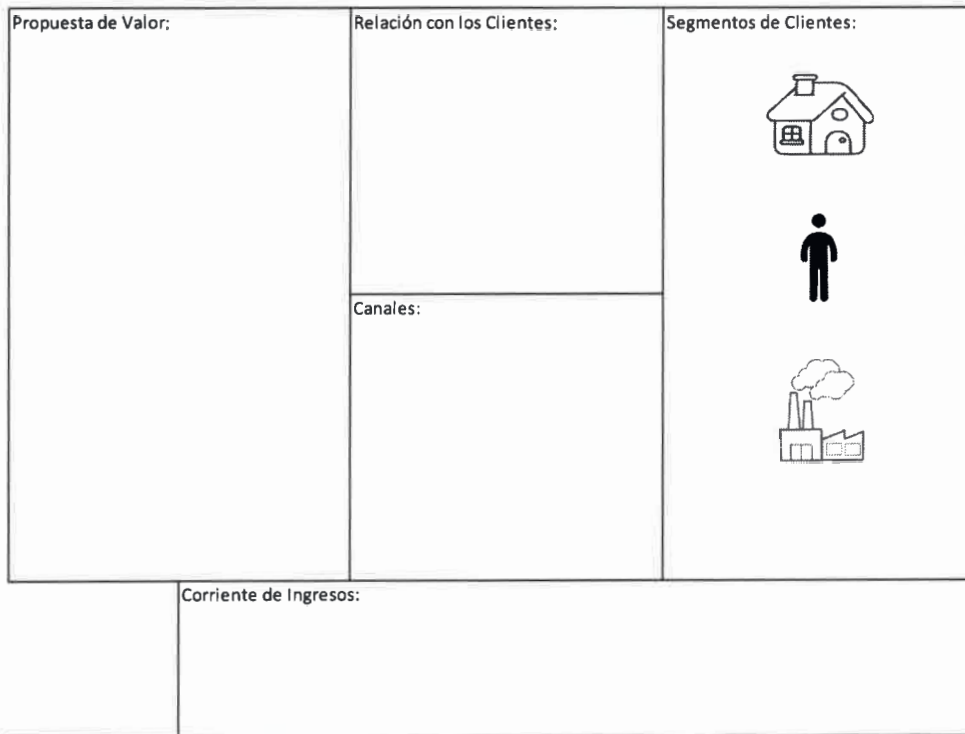 Propuesta de Valor:
Relación con los Clientes:
Segmentos de Clientes:
Canales:
Corriente de Ingresos: